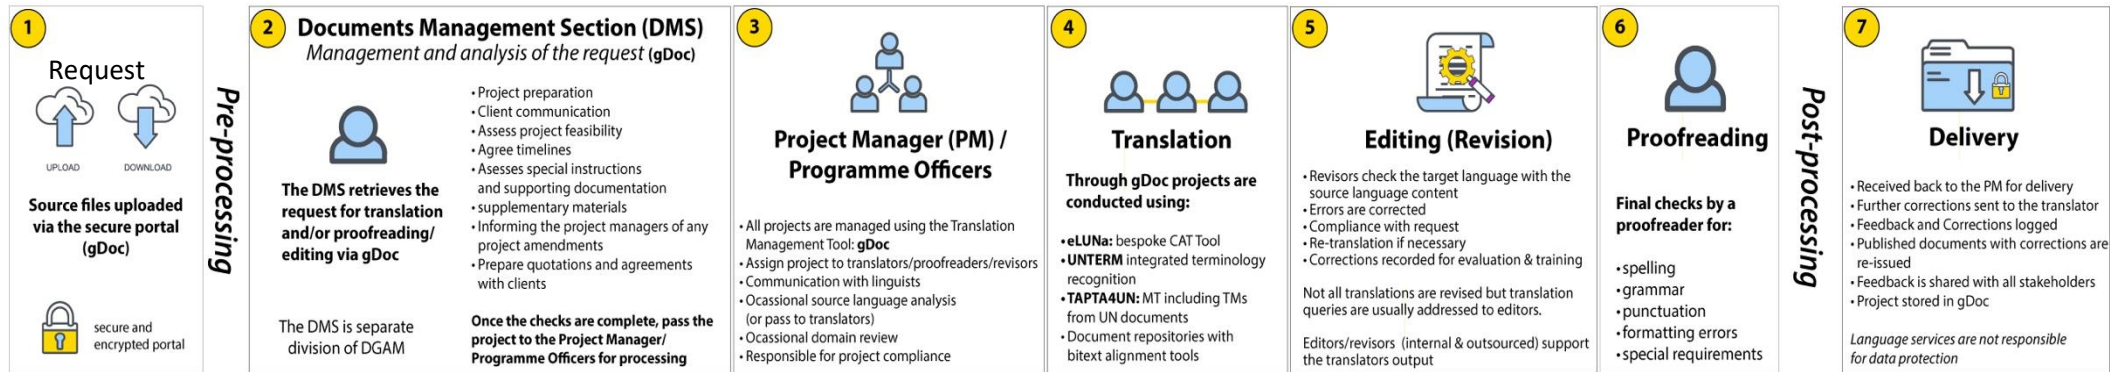 1
Request
UPLOAD
DOWNLOAD
Source files uploaded
via the secure portal
(gDoc)
secure and
encrypted portal
Pre-processing
2
Documents Management Section (DMS)
Management and analysis of the request (gDoc)
The DMS retrieves the
request for translation
and/or proofreading/
editing via gDoc
The DMS is separate
division of DGAM
• Project preparation
• Client communication
• Assess project feasibility
• Agree timelines
• Asesses special instructions
and supporting documentation
• supplementary materials
• Informing the project managers of any
project amendments
• Prepare quotations and agreements
with clients
Once the checks are complete, pass the
project to the Project Manager/
Programme Officers for processing
3
Project Manager (PM) /
Programme Officers
• All projects are managed using the Translation
Management Tool: gDoc
• Assign project to translators/proofreaders/revisors
• Communication with linguists
• Ocassional source language analysis
(or pass to translators)
• Ocassional domain review
• Responsible for project compliance
4
Translation
Through gDoc projects are
conducted using:
• eLUNa: bespoke CAT Tool
• UNTERM integrated terminology
recognition
• TAPTA4UN: MT including TMs
from UN documents
• Document repositories with
bitext alignment tools
5
Editing (Revision)
• Revisors check the target language with the
source language content
• Errors are corrected
• Compliance with request
• Re-translation if necessary
• Corrections recorded for evaluation & training
Not all translations are revised but translation
queries are usually addressed to editors.
Editors/revisors (internal & outsourced) support
the translators output
6
Proofreading
Final checks by a
proofreader for:
• spelling
• grammar
• punctuation
• formatting errors
• special requirements
Post-processing
7
Delivery
• Received back to the PM for delivery
• Further corrections sent to the translator
• Feedback and Corrections logged
• Published documents with corrections are
re-issued
• Feedback is shared with all stakeholders
• Project stored in gDoc
Language services are not responsible
for data protection